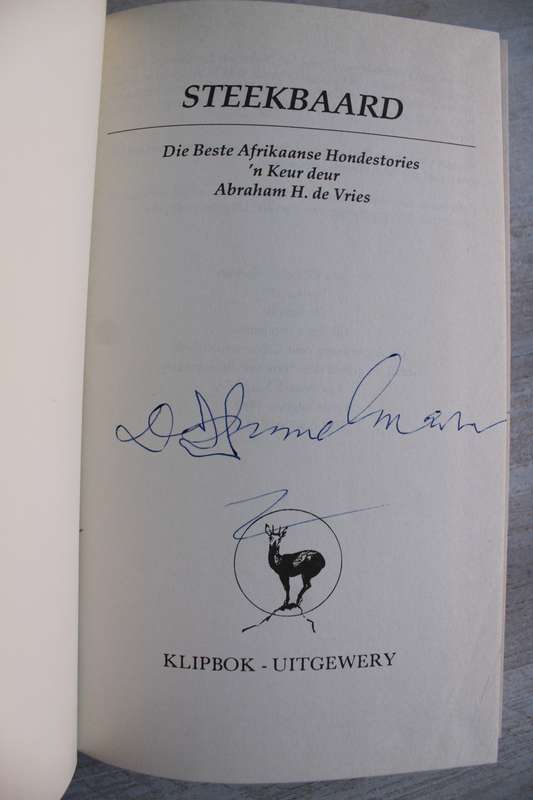 STEEKBAARD
Die Beste Afrikaanse Hondestories
'n Keur deur
Abraham H. de Vries
KLIPBOK - UITGEWERY